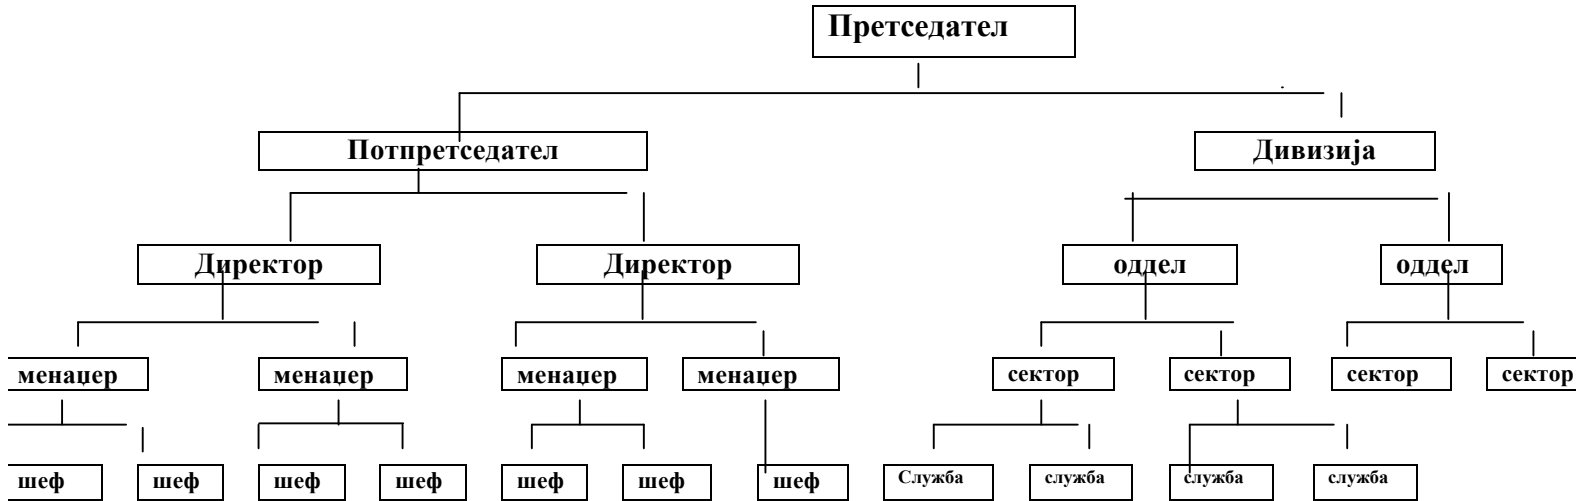 Претседател
Потпретседател Дивизија
Директор Директор оддел оддел
менаџер менаџер менаџер менаџер сектор сектор сектор сектор
шеф шеф шеф шеф шеф шеф шеф Служба служба служба служба